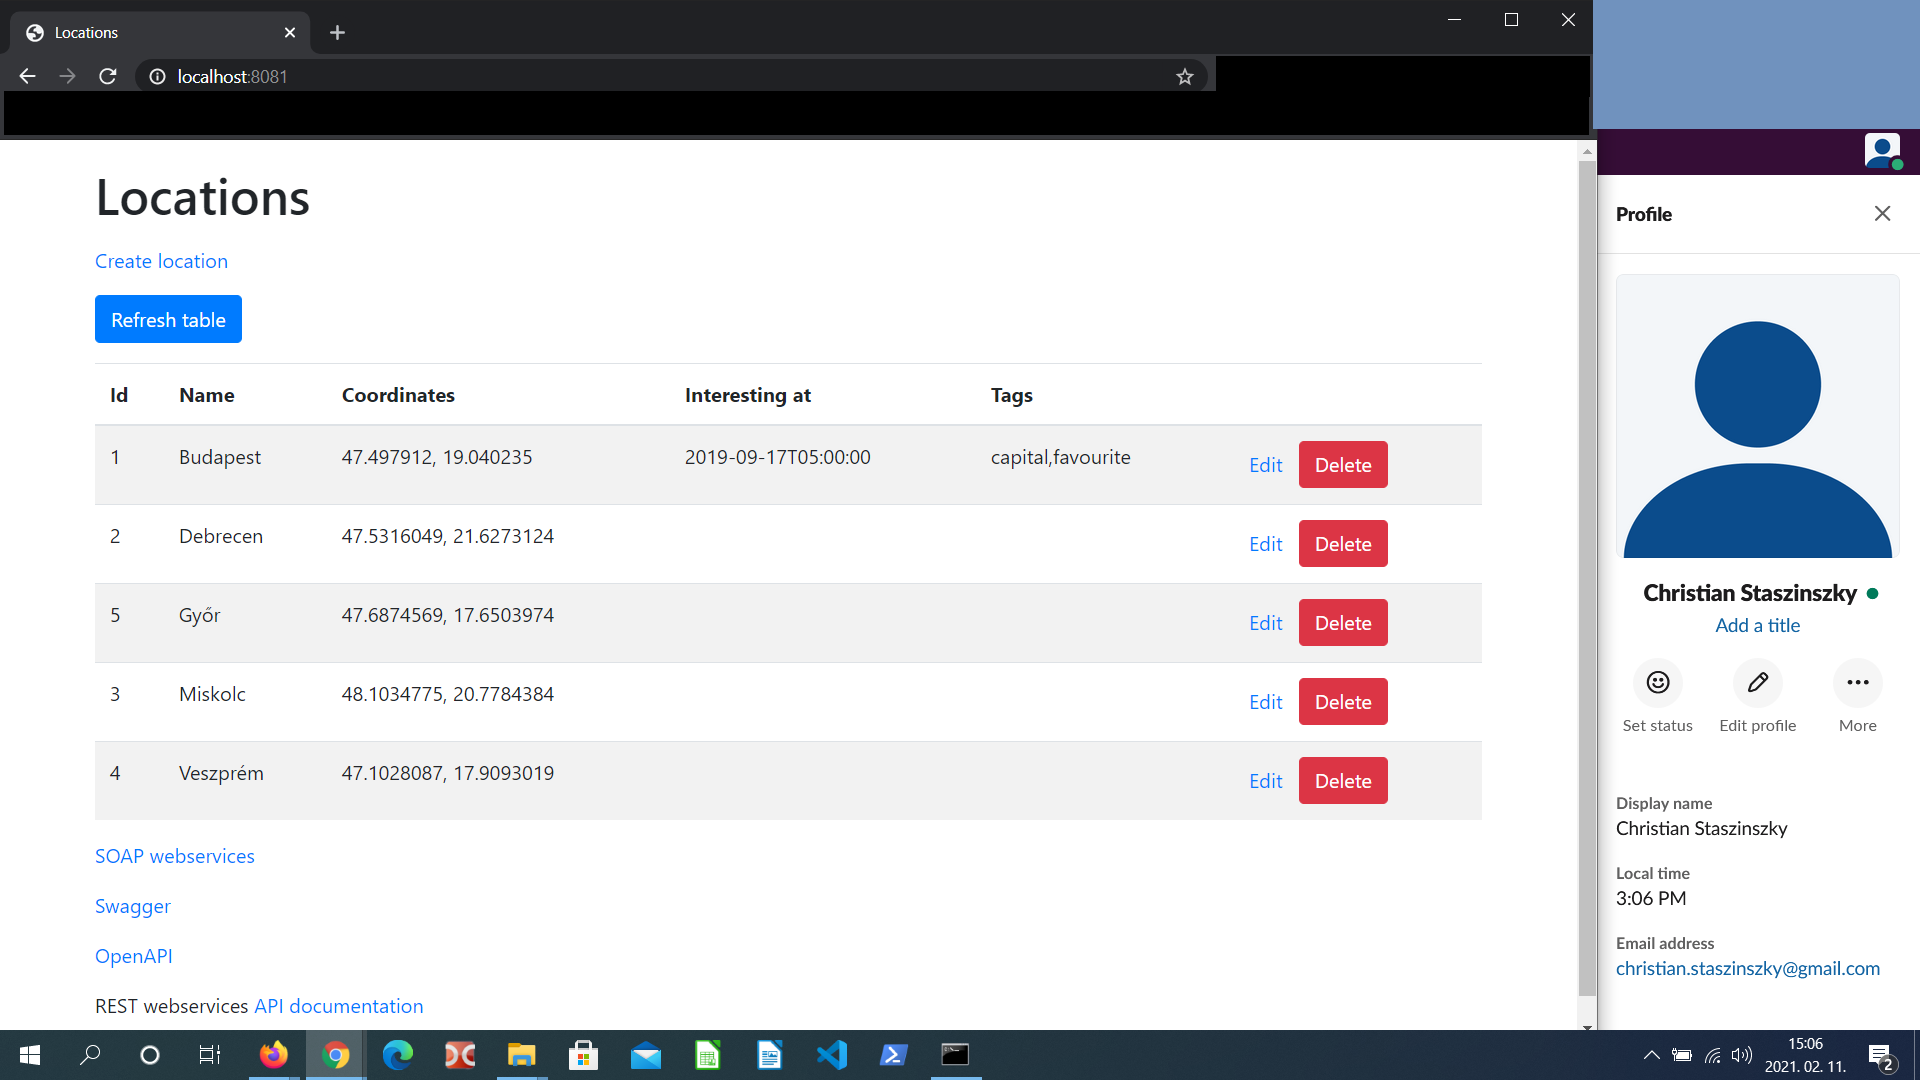 Locations
localhost:8081
Locations
Create location
Refresh table
Id Name Coordinates Interesting at Tags
1 Budapest 47.497912, 19.040235 2019-09-17T05:00:00 capital,favourite Edit Delete
2 Debrecen 47.5316049, 21.6273124 Edit Delete
5 Győr 47.6874569, 17.6503974 Edit Delete
3 Miskolc 48.1034775, 20.7784384 Edit Delete
4 Veszprém 47.1028087, 17.9093019 Edit Delete
SOAP webservices
Swagger
OpenAPI
REST webservices API documentation
Profile
Christian Staszinszky
Add a title
Set status Edit profile More
Display name
Christian Staszinszky
Local time
3:06 PM
Email address
christian.staszinszky@gmail.com
15:06
2021. 02. 11.
2